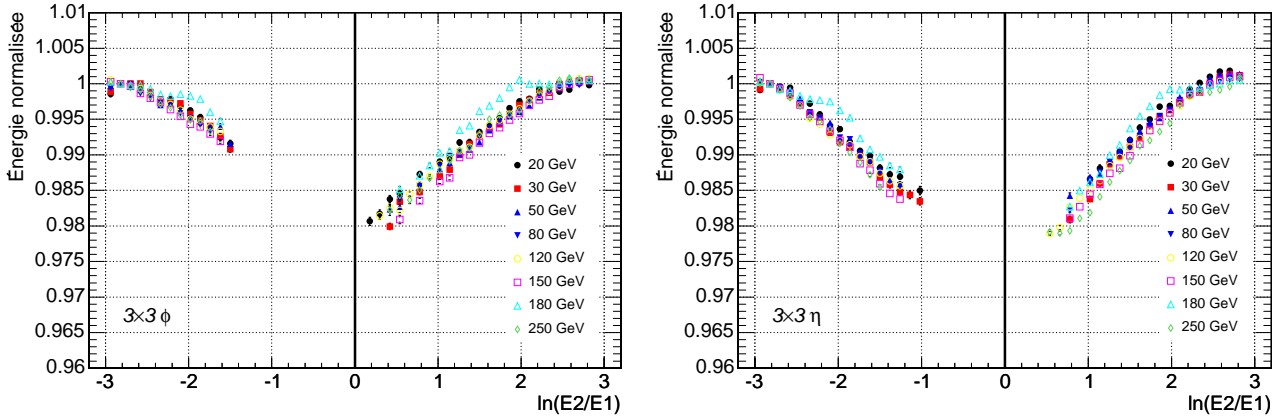 Énergie normalisée
1.01
1.005
1
0.995
0.99
0.985
0.98
0.975
0.97
0.965
0.96
-3 -2 -1 0 1 2 3
ln(E2/E1)
20 GeV
30 GeV
50 GeV
80 GeV
120 GeV
150 GeV
180 GeV
250 GeV
3×3 ϕ
Énergie normalisée
1.01
1.005
1
0.995
0.99
0.985
0.98
0.975
0.97
0.965
0.96
-3 -2 -1 0 1 2 3
ln(E2/E1)
20 GeV
30 GeV
50 GeV
80 GeV
120 GeV
150 GeV
180 GeV
250 GeV
3×3 η